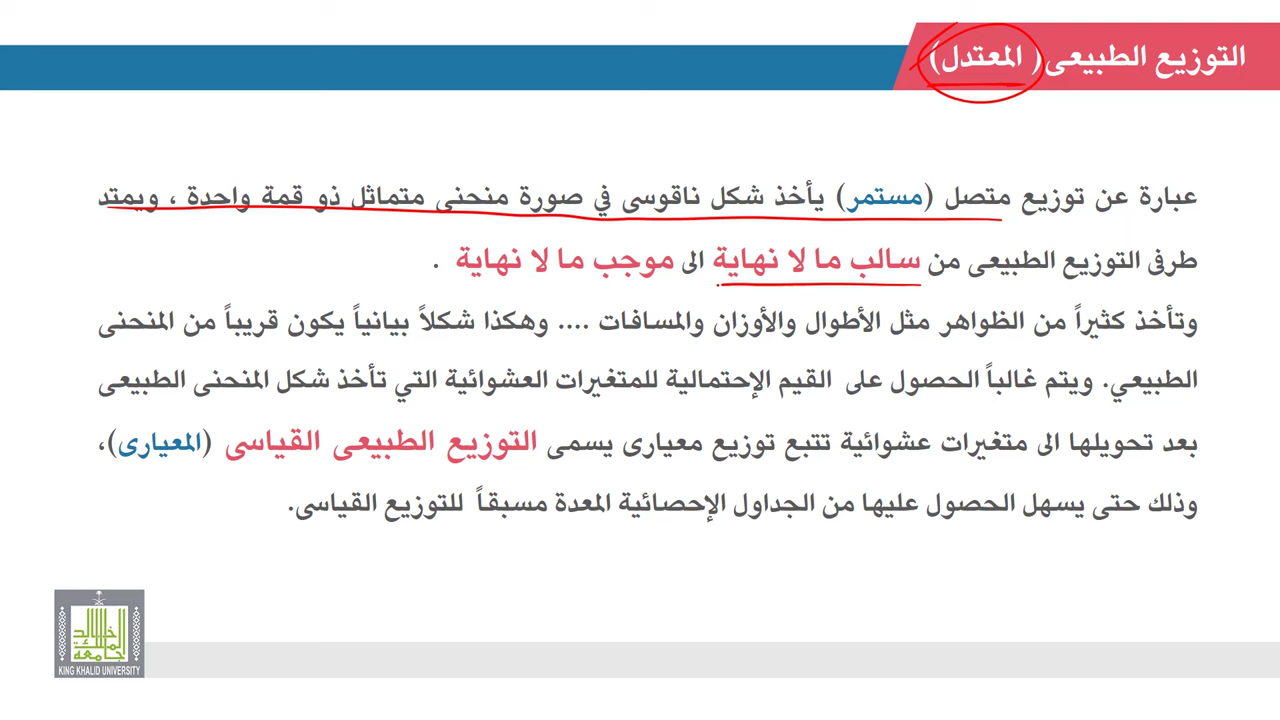 التوزيع الطبيعى( المعتدل)
عبارة عن توزيع متصل (مستمر) يأخذ شكل ناقوسى في صورة منحنى متماثل ذو قمة واحدة ، ويمتد
طرفى التوزيع الطبيعى من سالب ما لا نهاية الى موجب ما لا نهاية .
وتأخذ كثيراً من الظواهر مثل الأطوال والأوزان والمسافات .... وهكذا شكلاً بيانياً يكون قريباً من المنحنى
الطبيعي. ويتم غالباً الحصول على القيم الإحتمالية للمتغيرات العشوائية التي تأخذ شكل المنحنى الطبيعى
بعد تحويلها الى متغيرات عشوائية تتبع توزيع معيارى يسمى التوزيع الطبيعى القياسى (المعيارى)،
وذلك حتى يسهل الحصول عليها من الجداول الإحصائية المعدة مسبقاً للتوزيع القياسى.
جامعة الملك خالد
KING KHALID UNIVERSITY